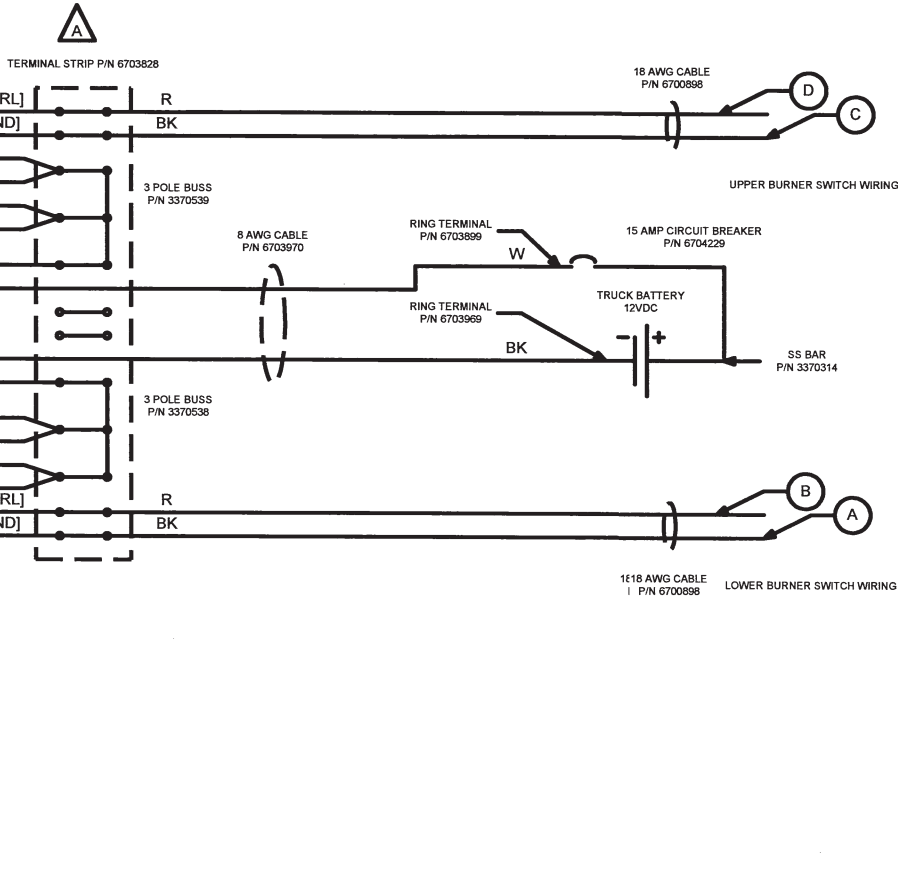 A
TERMINAL STRIP P/N 6703828
18 AWG CABLE
P/N 6700898
D
C
RL]
R
ND]
BK
3 POLE BUSS
P/N 3370539
UPPER BURNER SWITCH WIRING
8 AWG CABLE
P/N 6703970
RING TERMINAL
P/N 6703899
W
15 AMP CIRCUIT BREAKER
P/N 6704229
RING TERMINAL
P/N 6703969
TRUCK BATTERY
12VDC
- +
BK
SS BAR
P/N 3370314
3 POLE BUSS
P/N 3370538
B
A
RL]
R
ND]
BK
1818 AWG CABLE
P/N 6700898
LOWER BURNER SWITCH WIRING